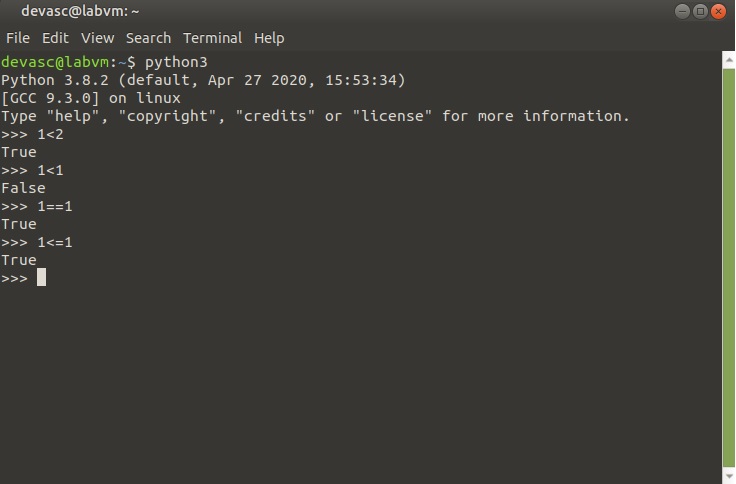 devasc@labvm: ~
File Edit View Search Terminal Help
devasc@labvm:~$ python3
Python 3.8.2 (default, Apr 27 2020, 15:53:34)
[GCC 9.3.0] on linux
Type "help", "copyright", "credits" or "license" for more information.
>>> 1<2
True
>>> 1<1
False
>>> 1==1
True
>>> 1<=1
True
>>>